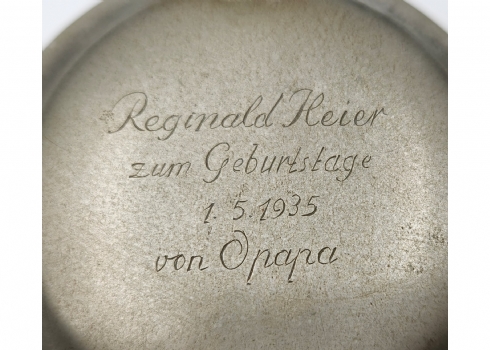 Reginald Heier
zum Geburtstage
1.5.1935
von Opapa